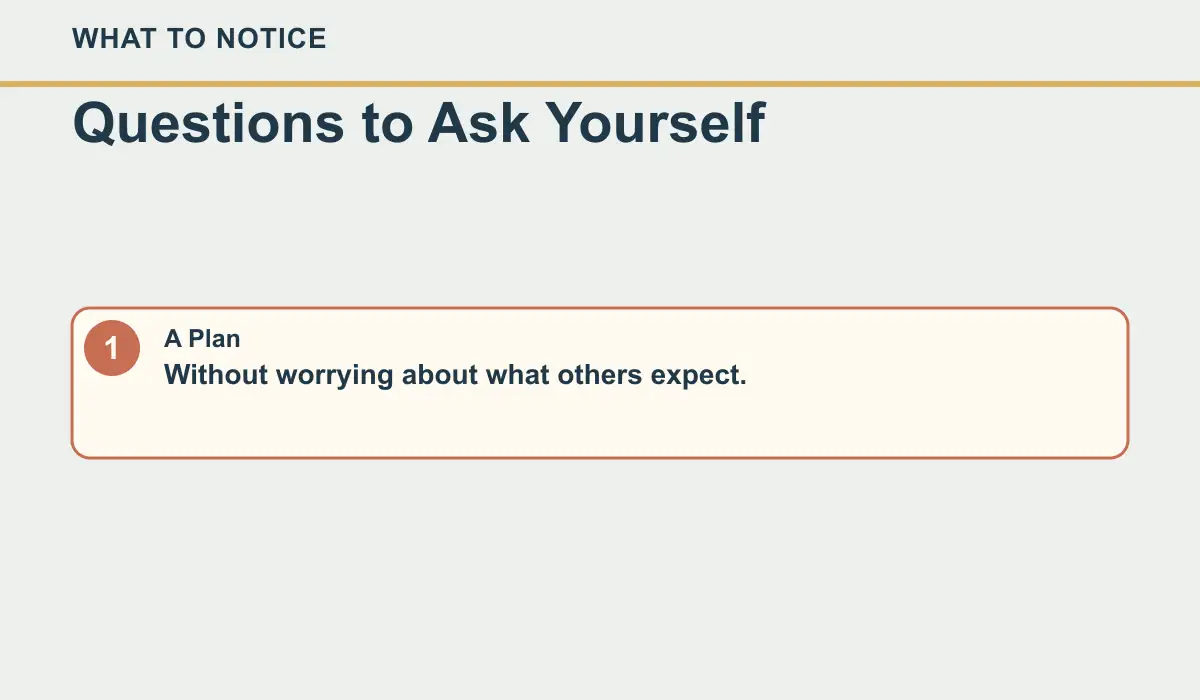 WHAT TO NOTICE
Questions to Ask Yourself
1
A Plan
Without worrying about what others expect.